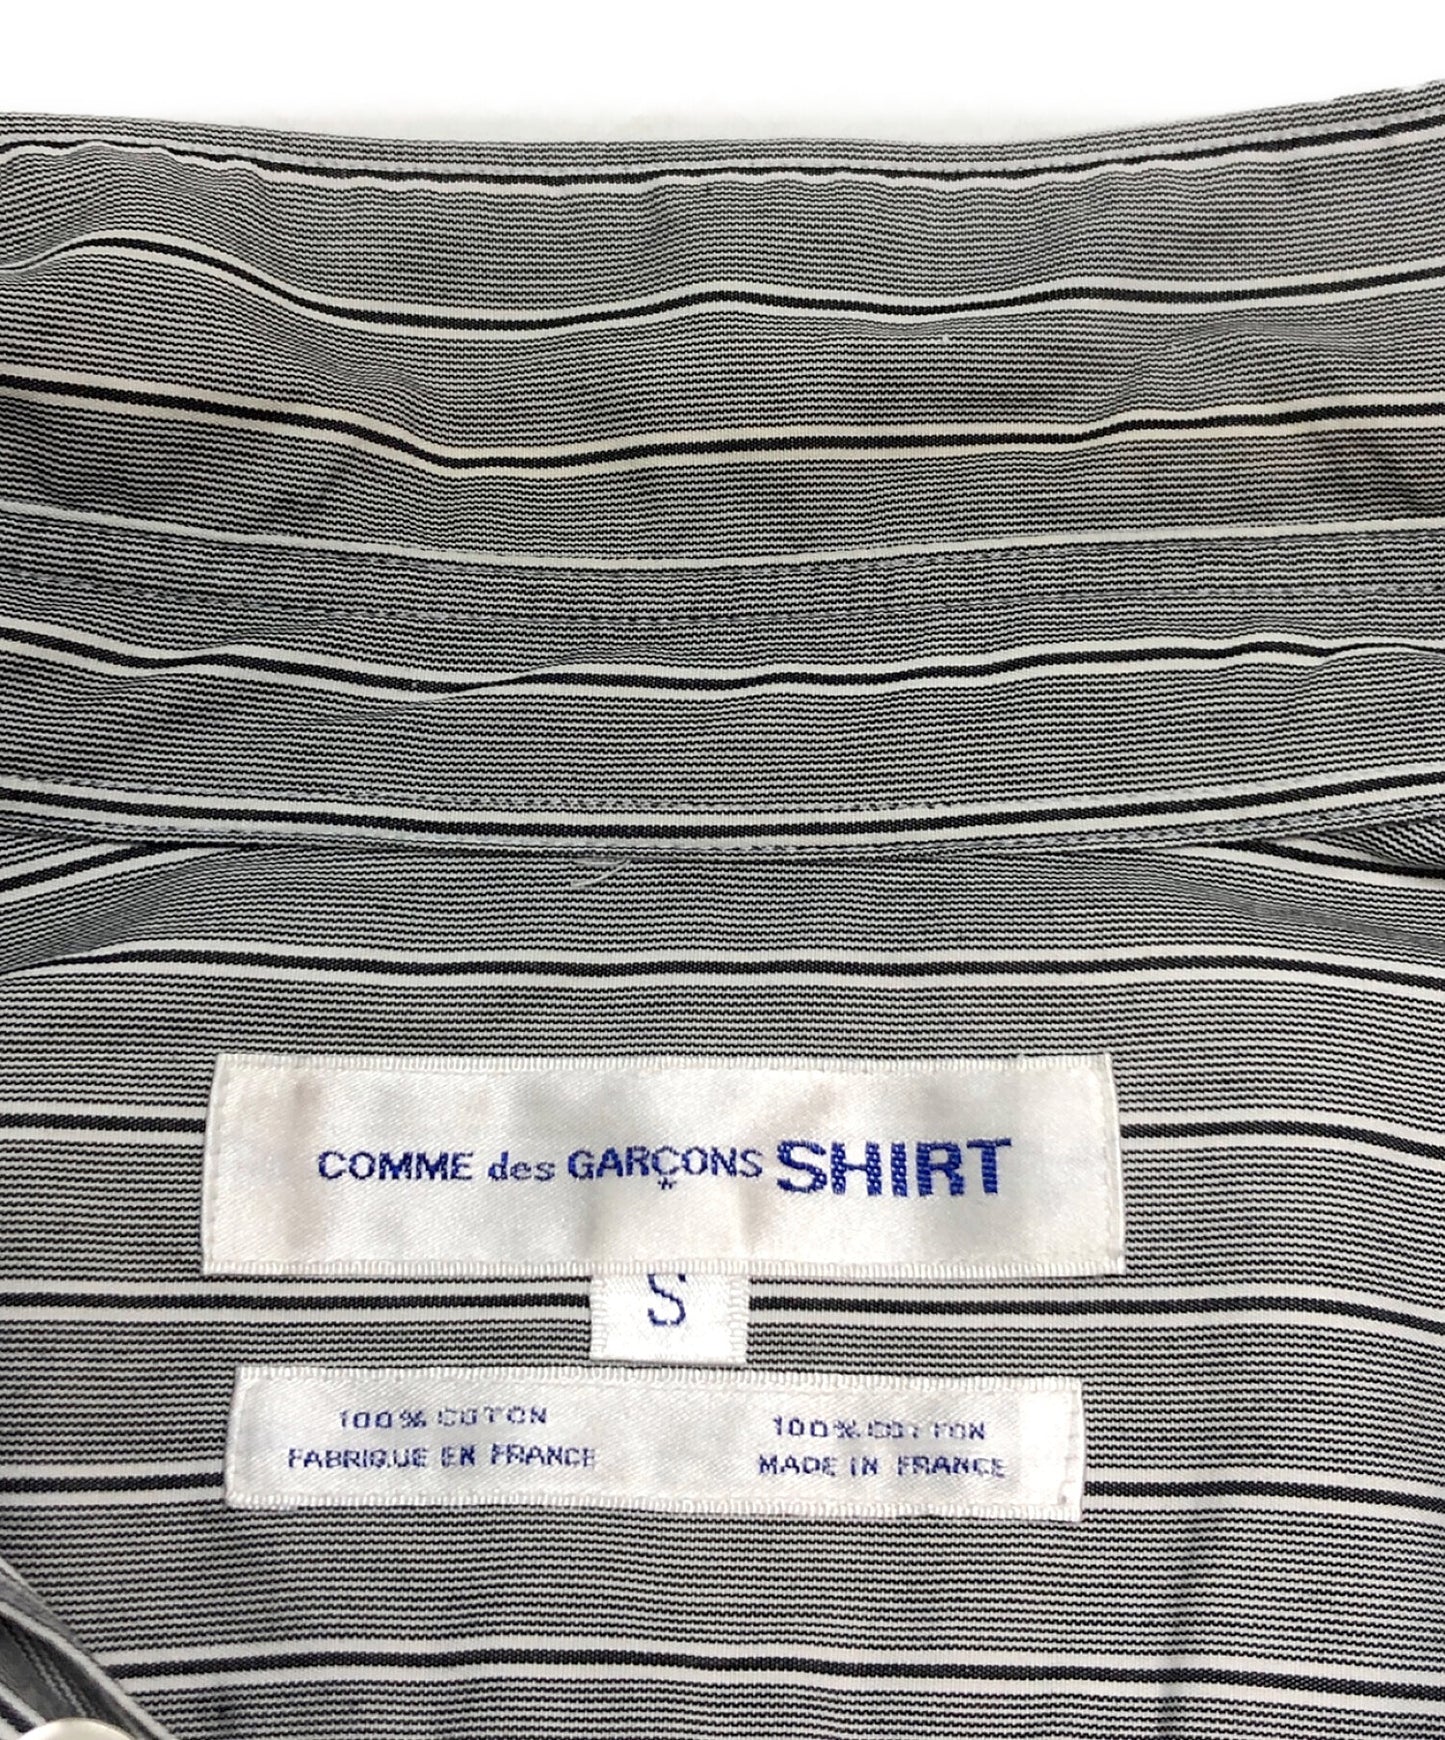 COMME des GARÇONS SHIRT
S
100% COTON
FABRIQUE EN FRANCE
100% COTTON
MADE IN FRANCE